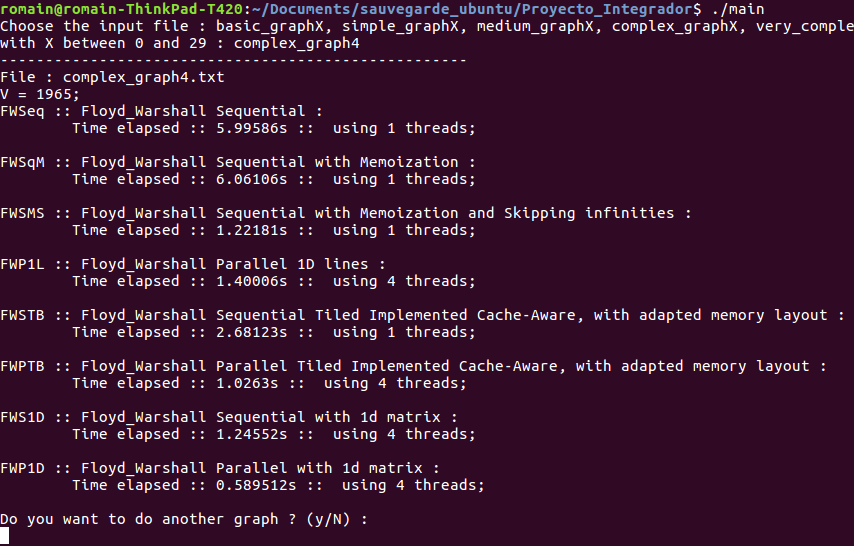 romain@romain-ThinkPad-T420:~/Documents/sauvegarde_ubuntu/Proyecto_Integrador$ ./main
Choose the input file : basic_graphX, simple_graphX, medium_graphX, complex_graphX, very_comple
with X between 0 and 29 : complex_graph4
----------------------------------------------------
File : complex_graph4.txt
V = 1965;
FWSeq :: Floyd_Warshall Sequential :
        Time elapsed :: 5.99586s ::  using 1 threads;

FWSqM :: Floyd_Warshall Sequential with Memoization :
        Time elapsed :: 6.06106s ::  using 1 threads;

FWSMS :: Floyd_Warshall Sequential with Memoization and Skipping infinities :
        Time elapsed :: 1.22181s ::  using 1 threads;

FWP1L :: Floyd_Warshall Parallel 1D lines :
        Time elapsed :: 1.40006s ::  using 4 threads;

FWSTB :: Floyd_Warshall Sequential Tiled Implemented Cache-Aware, with adapted memory layout :
        Time elapsed :: 2.68123s ::  using 1 threads;

FWPTB :: Floyd_Warshall Parallel Tiled Implemented Cache-Aware, with adapted memory layout :
        Time elapsed :: 1.0263s ::  using 4 threads;

FWS1D :: Floyd_Warshall Sequential with 1d matrix :
        Time elapsed :: 1.24552s ::  using 4 threads;

FWP1D :: Floyd_Warshall Parallel with 1d matrix :
        Time elapsed :: 0.589512s ::  using 4 threads;

Do you want to do another graph ? (y/N) :